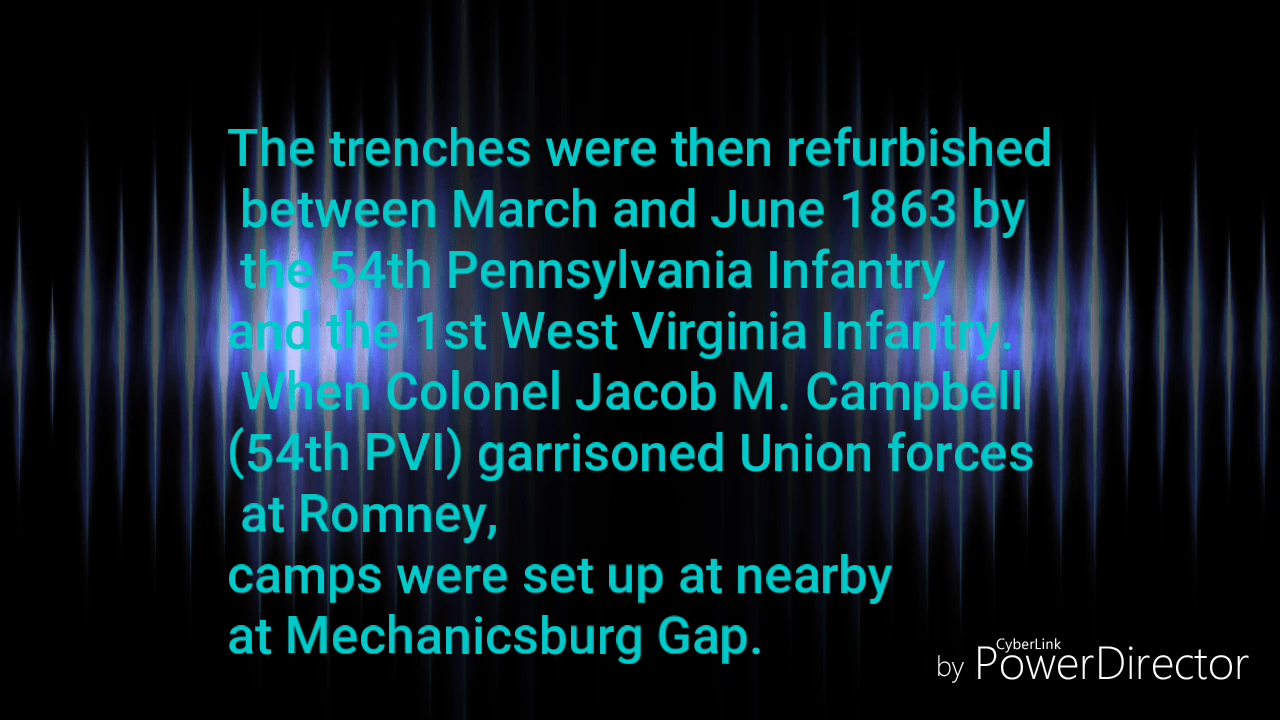 The trenches were then refurbished
between March and June 1863 by
the 54th Pennsylvania Infantry
and the 1st West Virginia Infantry.
When Colonel Jacob M. Campbell
(54th PVI) garrisoned Union forces
at Romney,
camps were set up at nearby
at Mechanicsburg Gap.
CyberLink
by PowerDirector